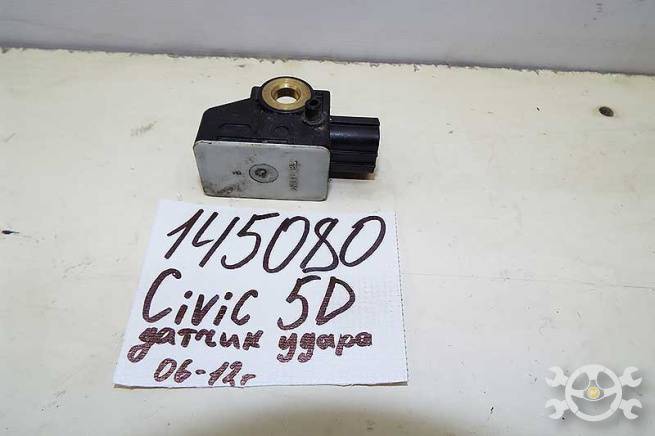 145080
Civic 5D
датчик удара
06-12г